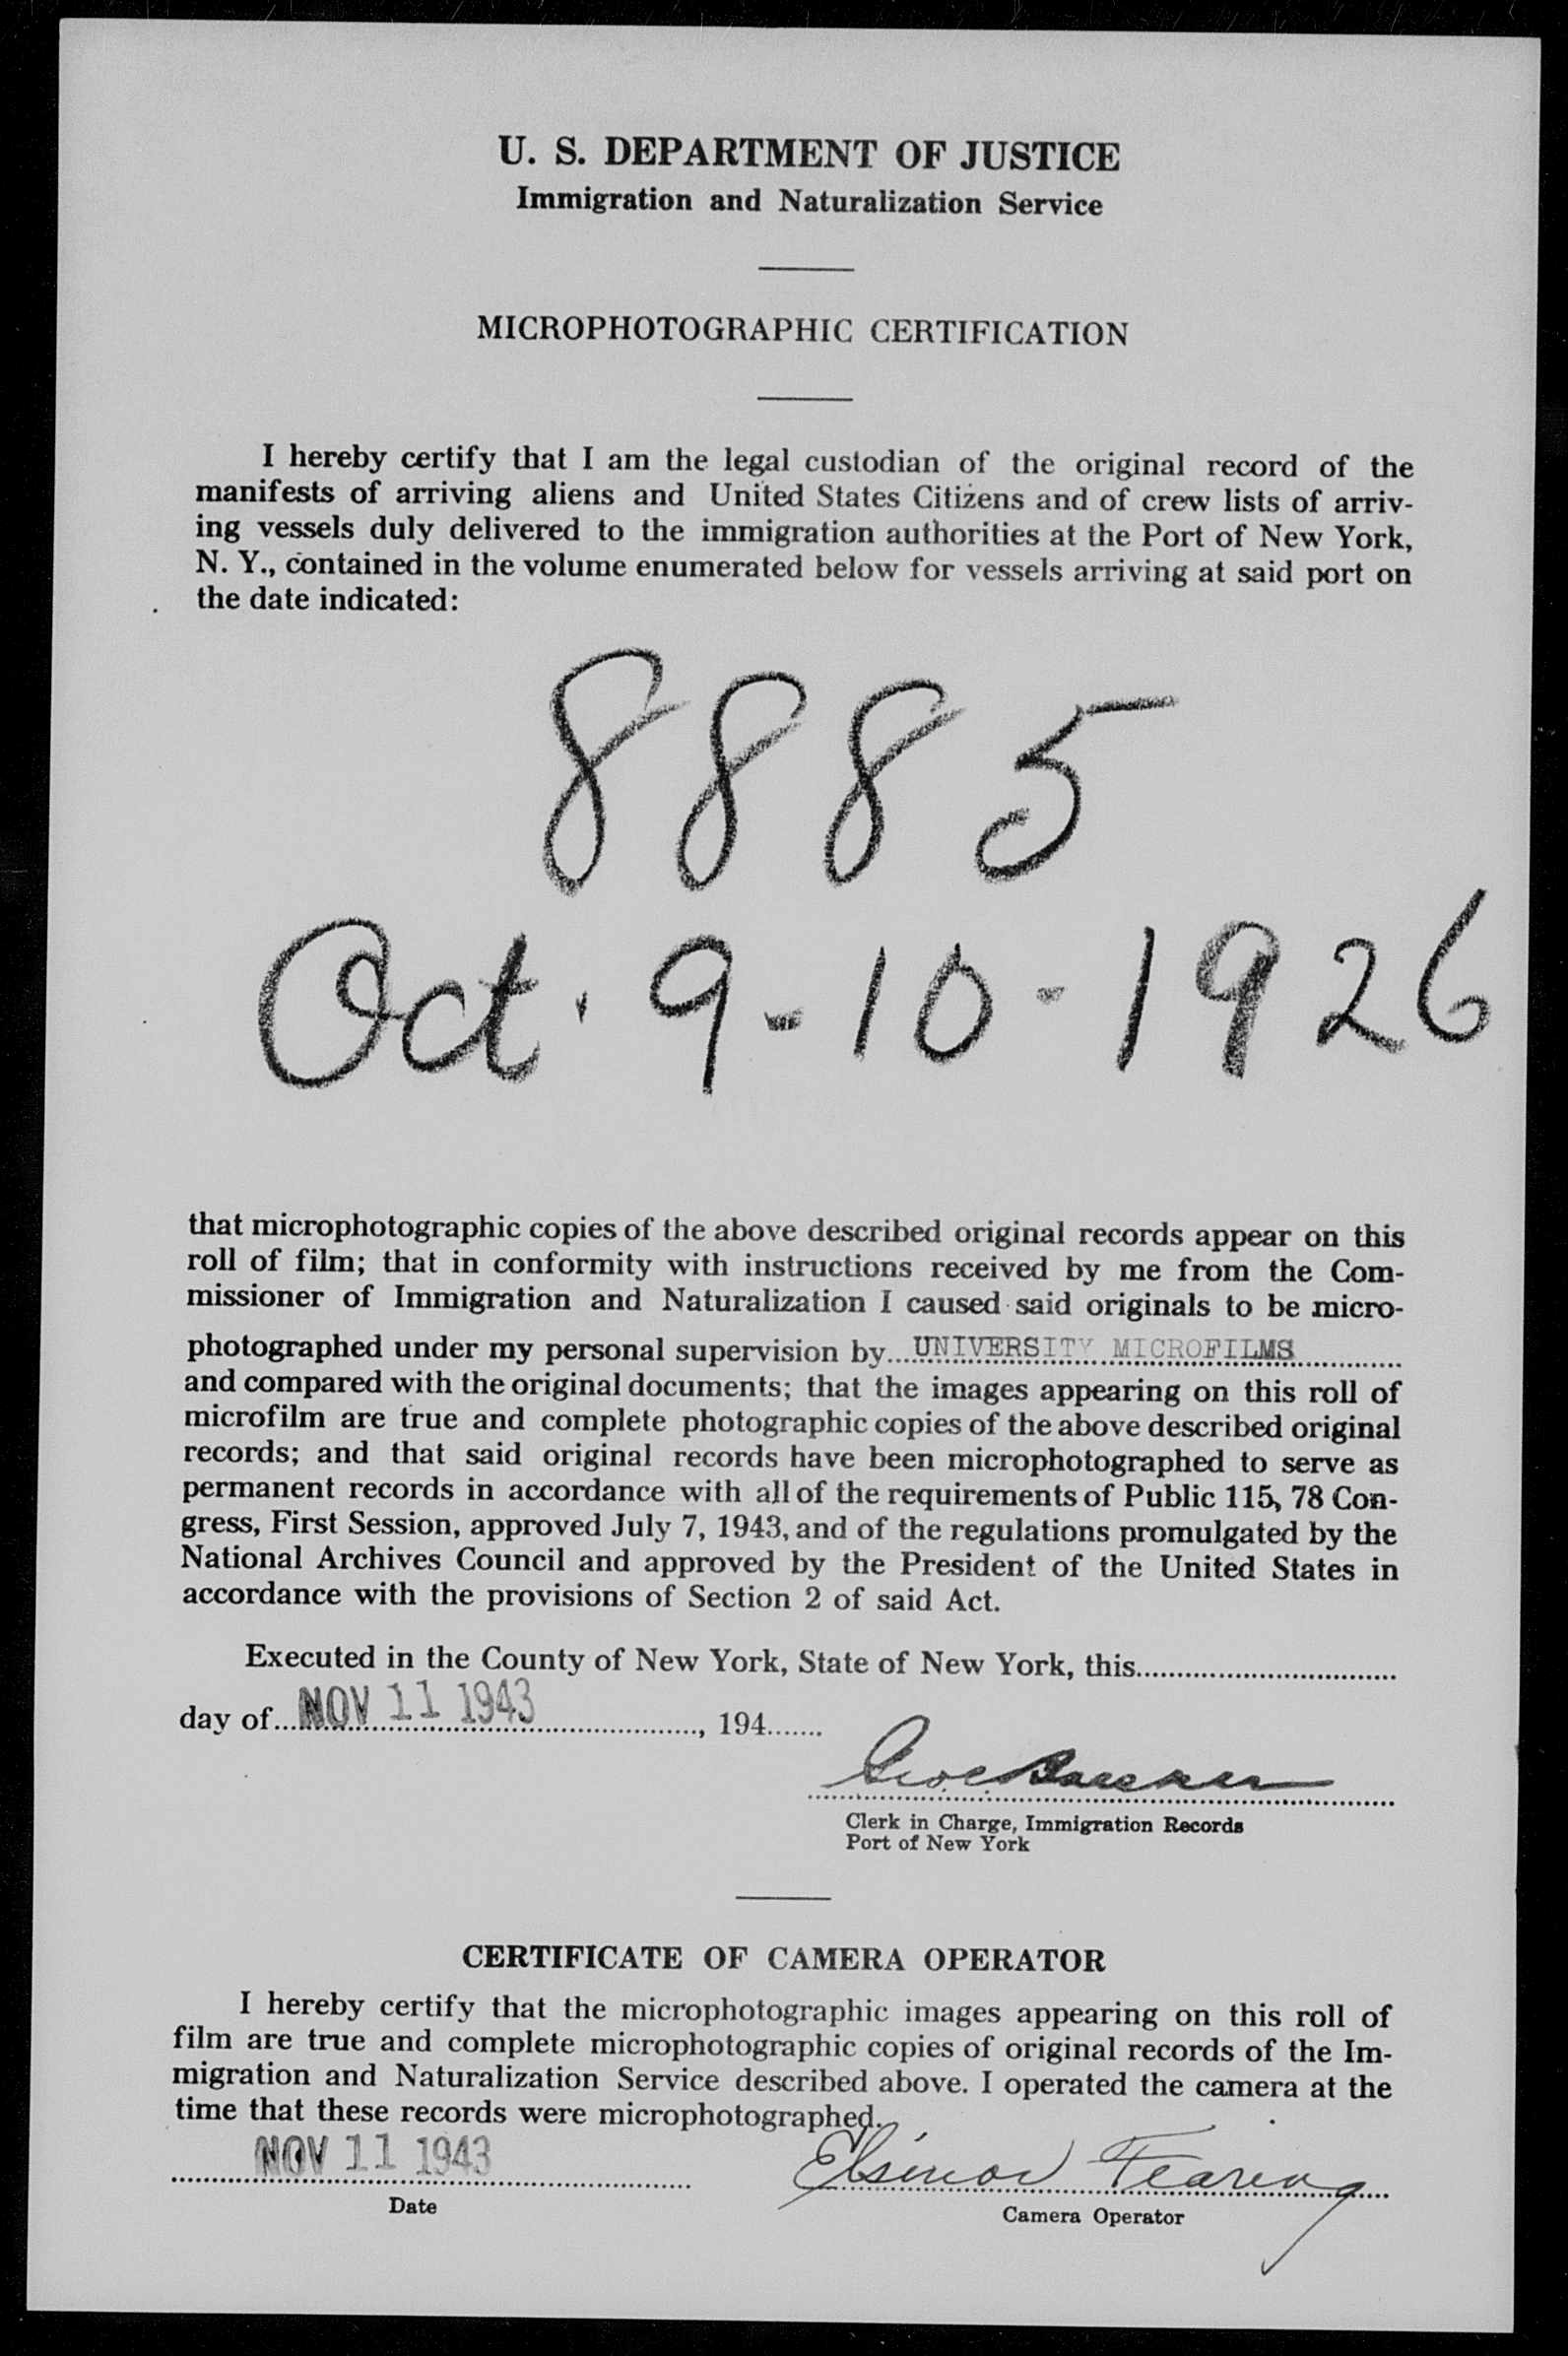 U. S. DEPARTMENT OF JUSTICE
Immigration and Naturalization Service
MICROPHOTOGRAPHIC CERTIFICATION
I hereby certify that I am the legal custodian of the original record of the
manifests of arriving aliens and United States Citizens and of crew lists of arriv-
ing vessels duly delivered to the immigration authorities at the Port of New York,
N. Y., contained in the volume enumerated below for vessels arriving at said port on
the date indicated:
8885
Oct. 9-10-1926
that microphotographic copies of the above described original records appear on this
roll of film; that in conformity with instructions received by me from the Com-
missioner of Immigration and Naturalization I caused said originals to be micro-
photographed under my personal supervision by UNIVERSITY MICROFILMS
and compared with the original documents; that the images appearing on this roll of
microfilm are true and complete photographic copies of the above described original
records; and that said original records have been microphotographed to serve as
permanent records in accordance with all of the requirements of Public 115, 78 Con-
gress, First Session, approved July 7, 1943, and of the regulations promulgated by the
National Archives Council and approved by the President of the United States in
accordance with the provisions of Section 2 of said Act.
Executed in the County of New York, State of New York, this
day of NOV 11 1943, 194
Clerk in Charge, Immigration Records
Port of New York
CERTIFICATE OF CAMERA OPERATOR
I hereby certify that the microphotographic images appearing on this roll of
film are true and complete microphotographic copies of original records of the Im-
migration and Naturalization Service described above. I operated the camera at the
time that these records were microphotographed.
NOV 11 1943 Fearing
Date
Camera Operator